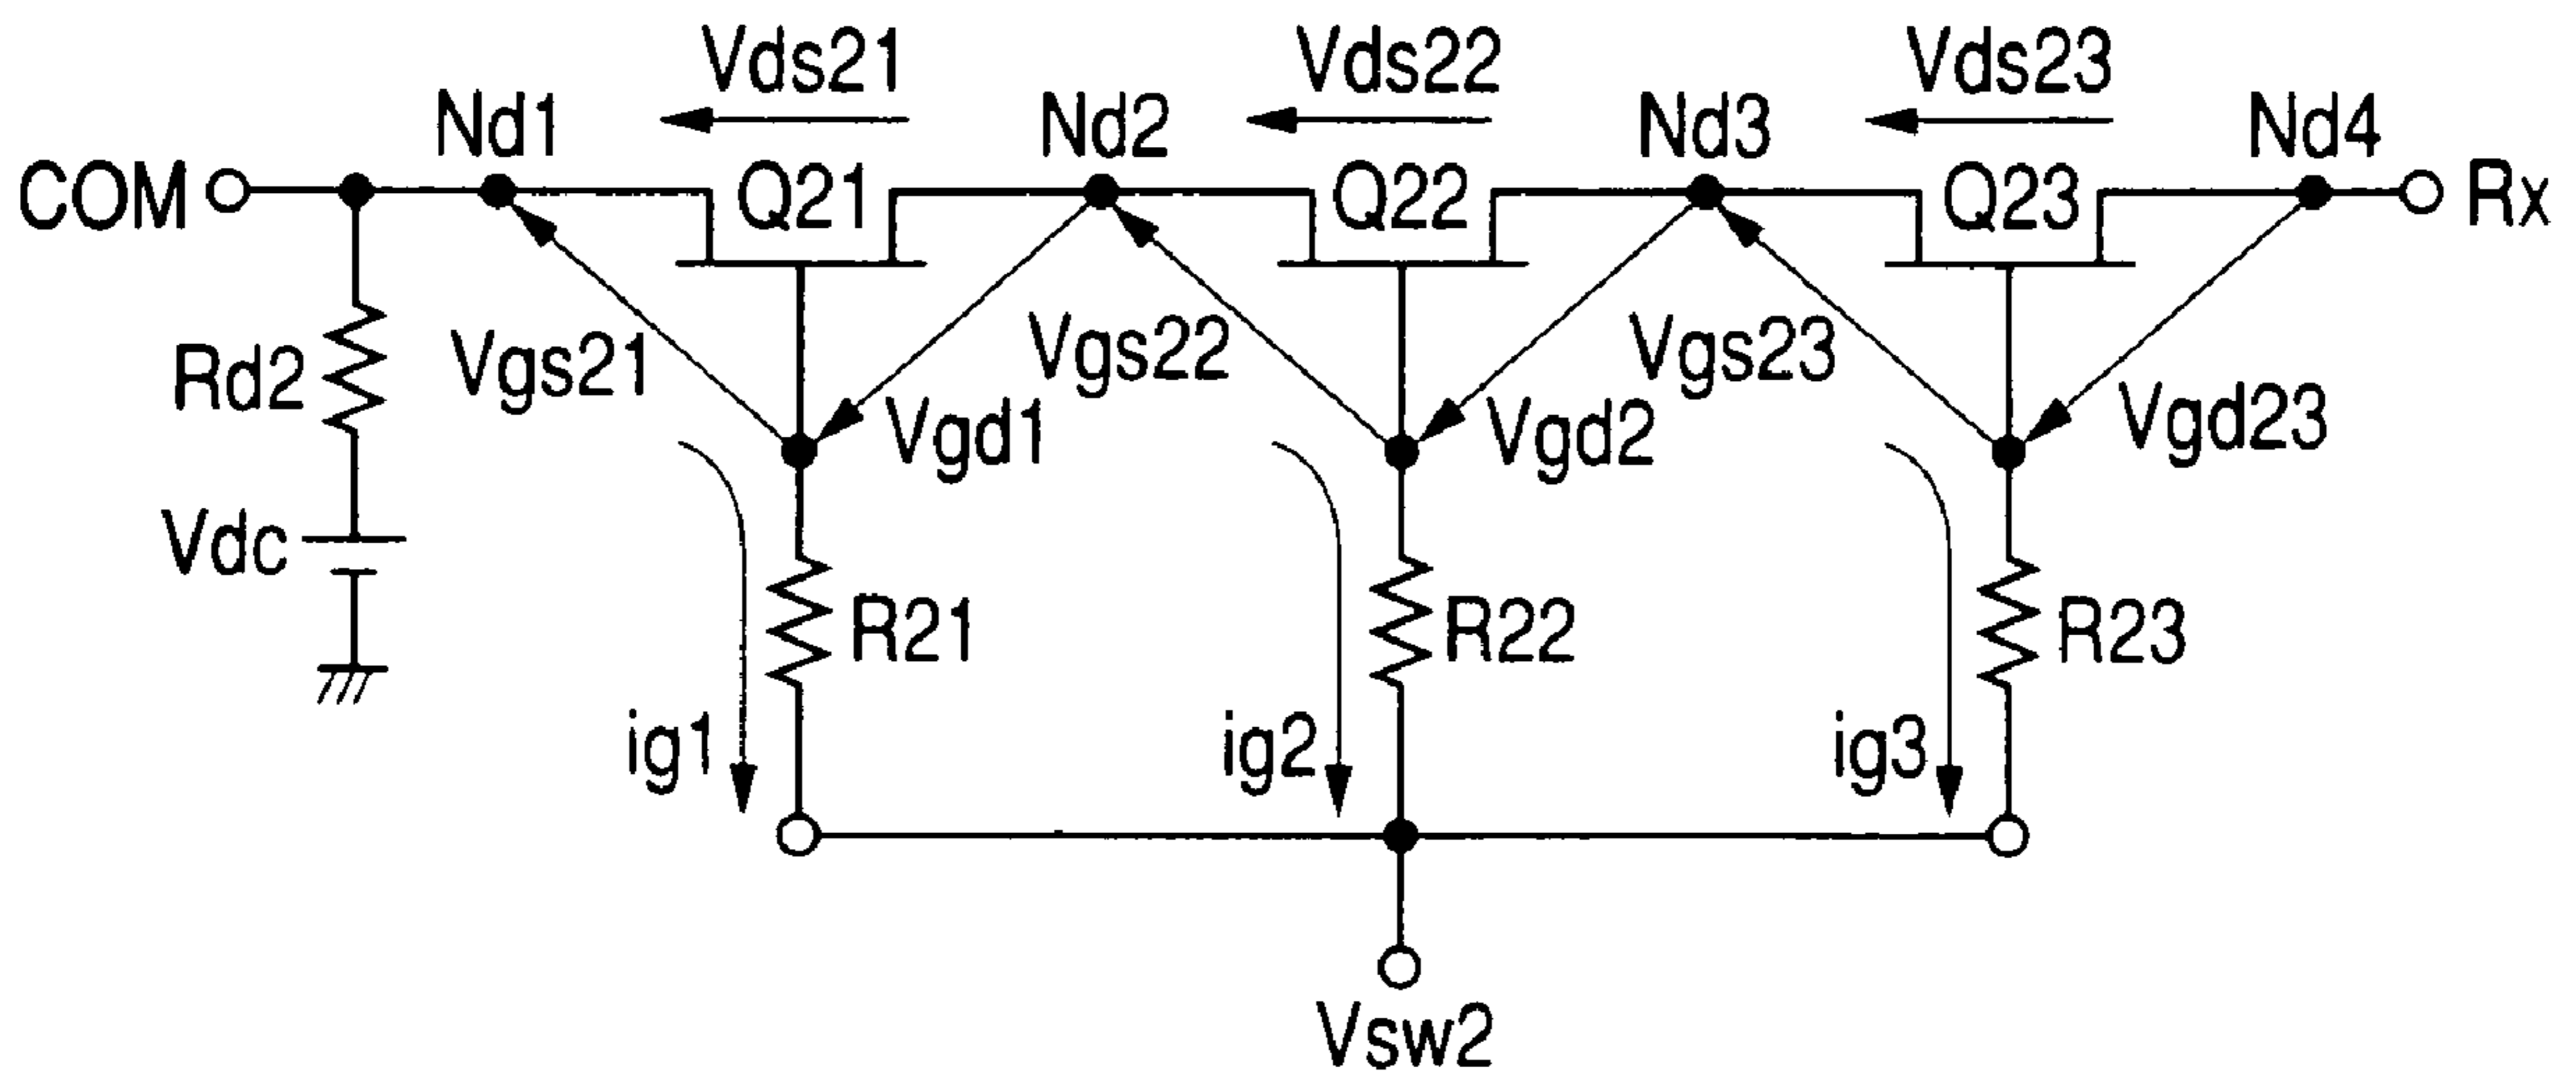 Vds21
Vds22
Vds23
Nd1
Nd2
Nd3
Nd4
COM
Q21
Q22
Q23
Rx
Rd2
Vgs21
Vgd1
Vgs22
Vgd2
Vgs23
Vgd23
Vdc
R21
R22
R23
ig1
ig2
ig3
Vsw2